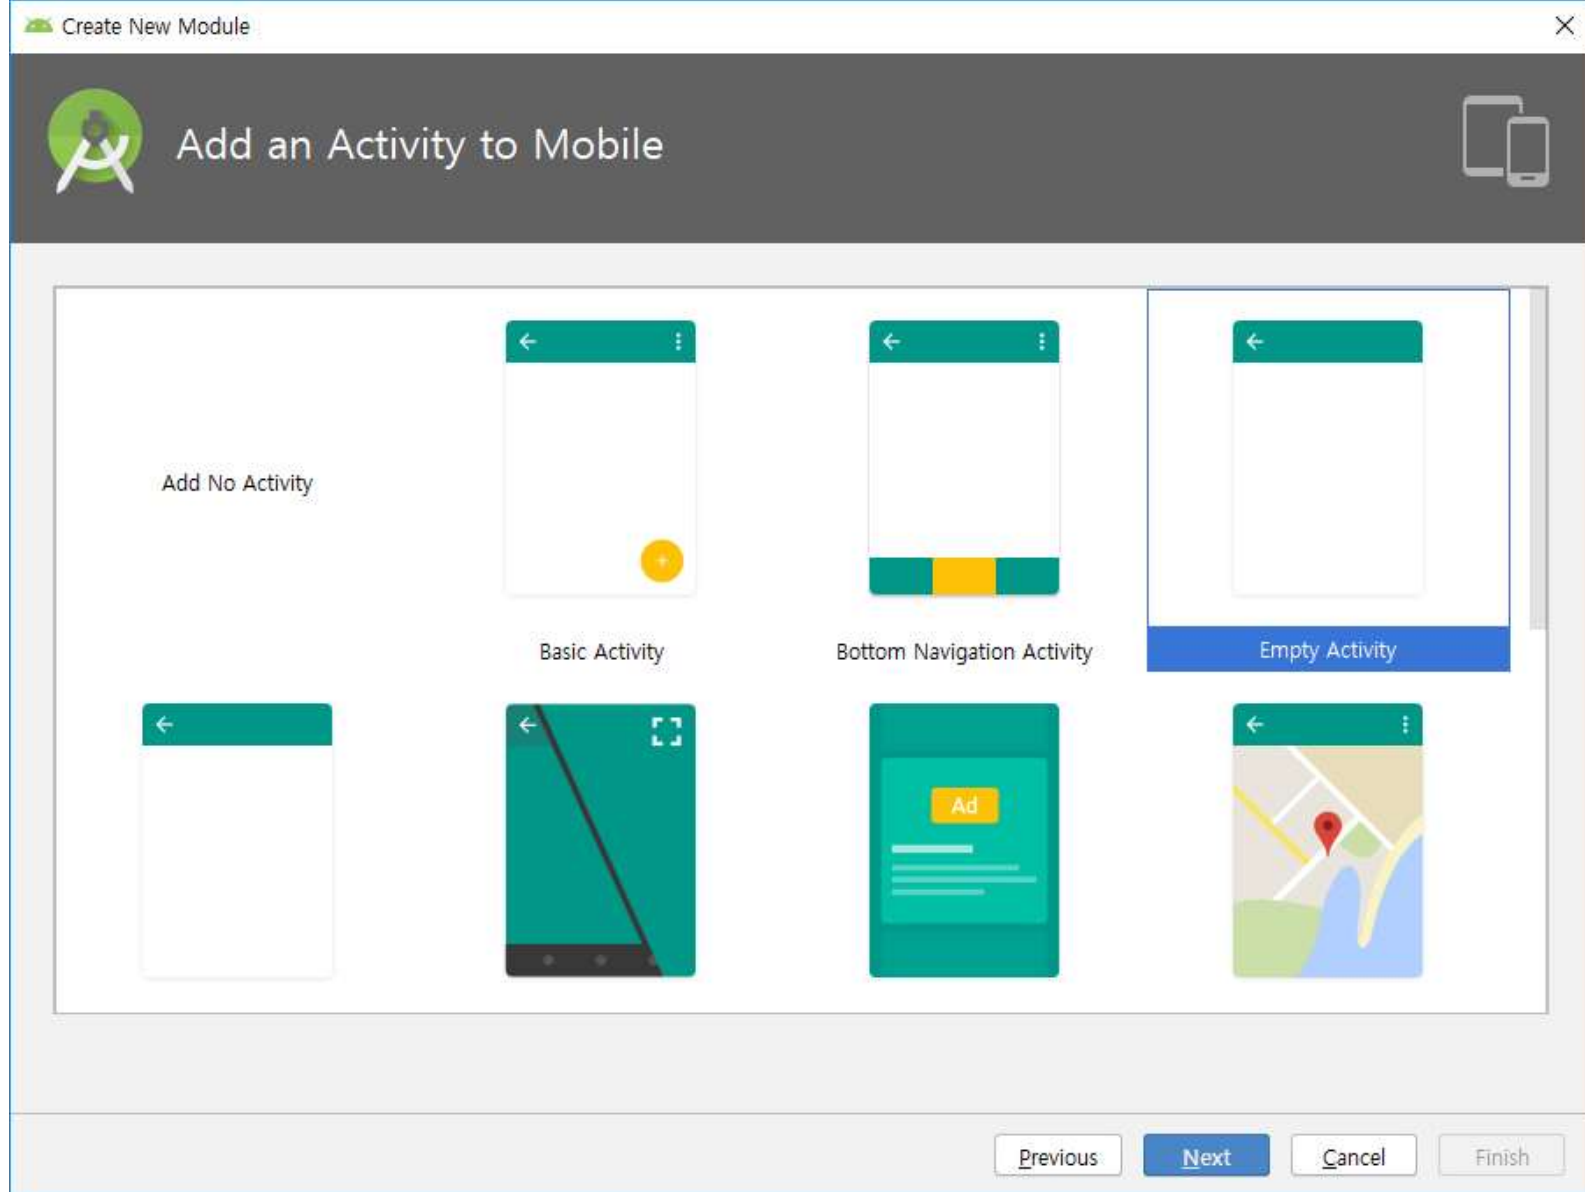 Create New Module
Add an Activity to Mobile
Add No Activity
Basic Activity
Bottom Navigation Activity
Empty Activity
Ad
Previous
Next
Cancel
Finish